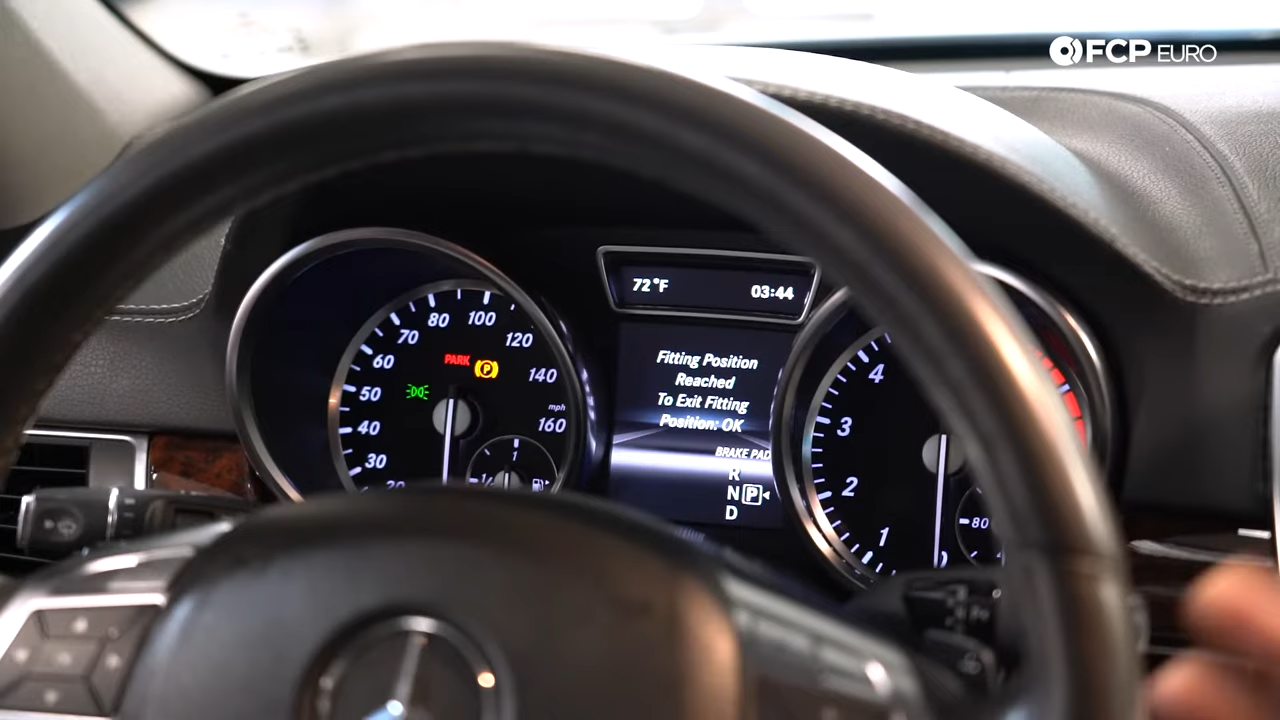 FCP EURO
72°F 03:44
Fitting Position
Reached
To Exit Fitting
Position: OK
BRAKE PAD
R
N P
D
PARK P
30
40
50
60
70
80
100
120
140
mph
160
1
1
2
3
4
80